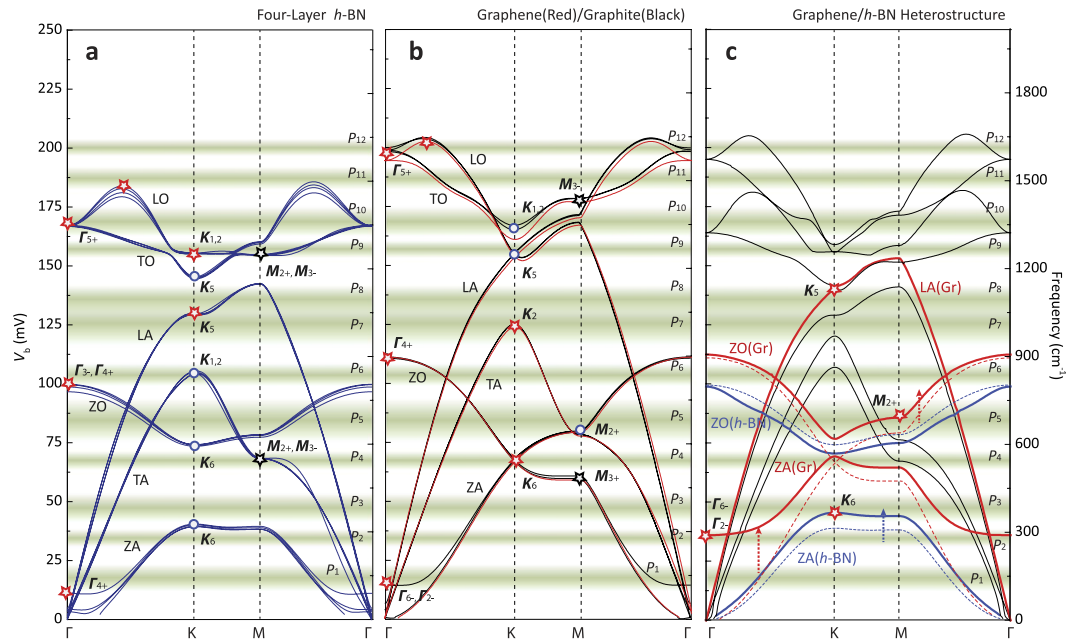 Four-Layer h-BN
Graphene(Red)/Graphite(Black)
Graphene/h-BN Heterostructure
a
b
c
250
225
200
175
150
125
100
75
50
25
0
V_b (mV)
P12
P11
P10
P9
P8
P7
P6
P5
P4
P3
P2
P1
LO
Γ5+
TO
K1,2
M2+, M3-
K5
LA
K5
K1,2
Γ3-, Γ4+
ZO
K6
M2+, M3-
TA
K6
ZA
Γ4+
Γ K M Γ
P12
P11
P10
P9
P8
P7
P6
P5
P4
P3
P2
P1
LO
Γ5+
TO
M3-
K1,2
K5
LA
K2
Γ4+
ZO
TA
M2+
K6
M3+
ZA
Γ6-, Γ2-
Γ K M Γ
P12
P11
P10
P9
P8
P7
P6
P5
P4
P3
P2
P1
K5
LA(Gr)
ZO(Gr)
M2+
ZO(h-BN)
ZA(Gr)
Γ6-
Γ2-
K6
ZA(h-BN)
Γ K M Γ
1800
1500
1200
900
600
300
0
Frequency (cm-1)